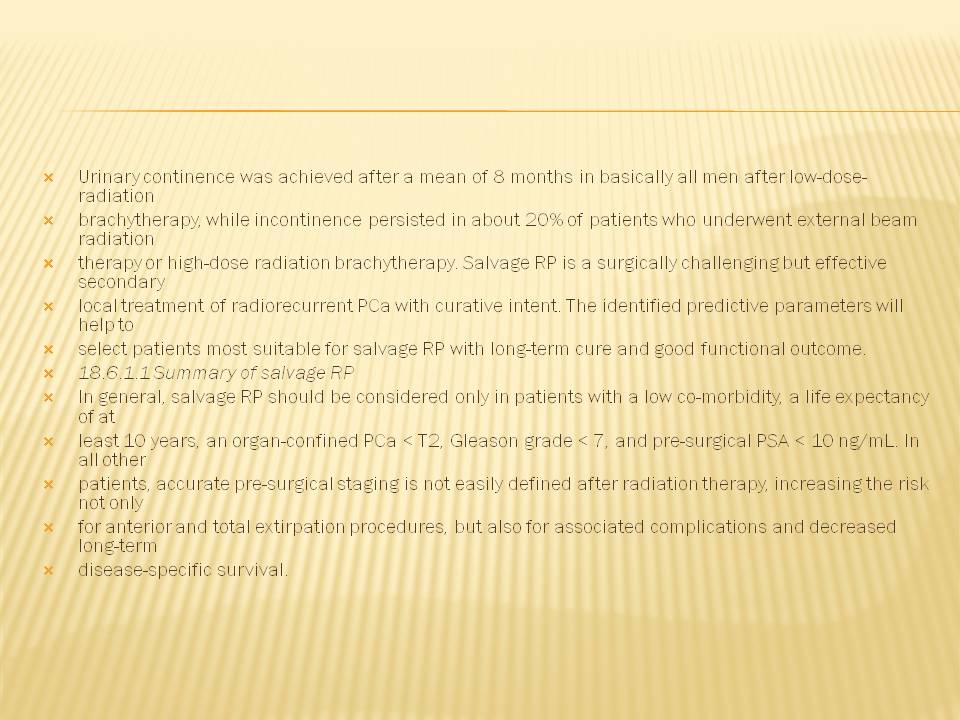 Urinary continence was achieved after a mean of 8 months in basically all men after low-dose-
radiation
brachytherapy, while incontinence persisted in about 20% of patients who underwent external beam
radiation
therapy or high-dose radiation brachytherapy. Salvage RP is a surgically challenging but effective
secondary
local treatment of radiorecurrent PCa with curative intent. The identified predictive parameters will
help to
select patients most suitable for salvage RP with long-term cure and good functional outcome.
18.6.1.1 Summary of salvage RP
In general, salvage RP should be considered only in patients with a low co-morbidity, a life expectancy
of at
least 10 years, an organ-confined PCa < T2, Gleason grade < 7, and pre-surgical PSA < 10 ng/mL. In
all other
patients, accurate pre-surgical staging is not easily defined after radiation therapy, increasing the risk
not only
for anterior and total extirpation procedures, but also for associated complications and decreased
long-term
disease-specific survival.